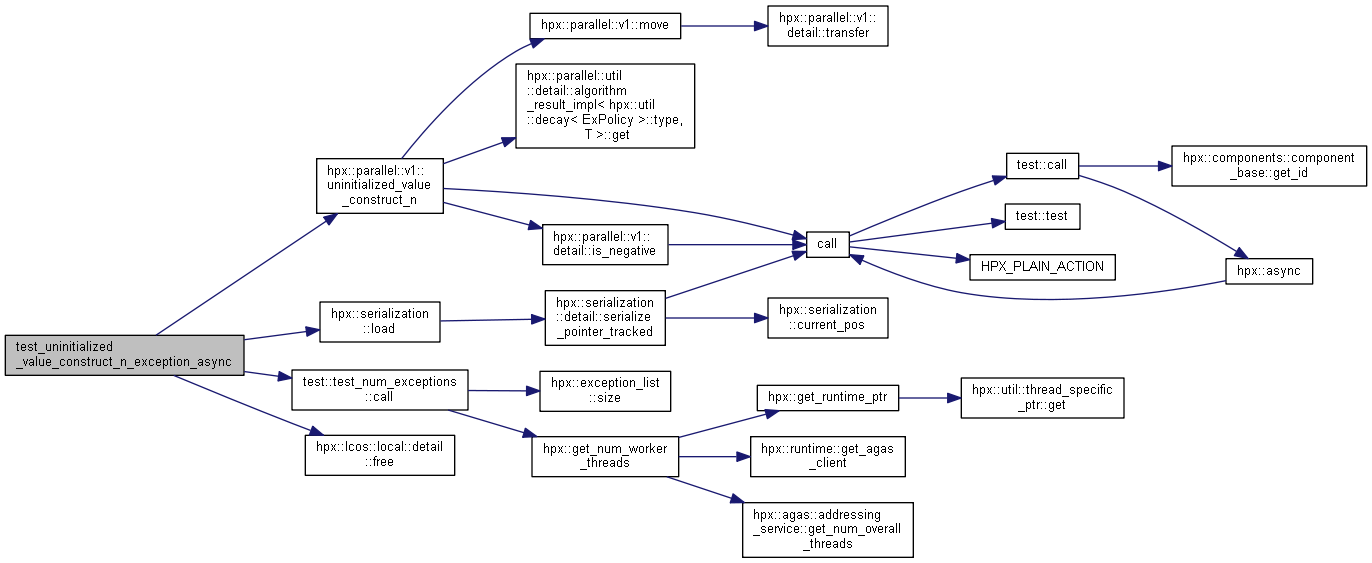 test_uninitialized
_value_construct_n_exception_async
hpx::parallel::v1::
uninitialized_value
_construct_n
hpx::parallel::v1::move
hpx::parallel::v1::
detail::transfer
hpx::parallel::util
::detail::algorithm
_result_impl< hpx::util
::decay< ExPolicy >::type,
T >::get
hpx::parallel::v1::
detail::is_negative
call
test::call
hpx::components::component
_base::get_id
test::test
HPX_PLAIN_ACTION
hpx::async
hpx::serialization
::load
hpx::serialization
::detail::serialize
_pointer_tracked
hpx::serialization
::current_pos
test::test_num_exceptions
::call
hpx::exception_list
::size
hpx::get_num_worker
_threads
hpx::get_runtime_ptr
hpx::util::thread_specific
_ptr::get
hpx::runtime::get_agas
_client
hpx::agas::addressing
_service::get_num_overall
_threads
hpx::lcos::local::detail
::free